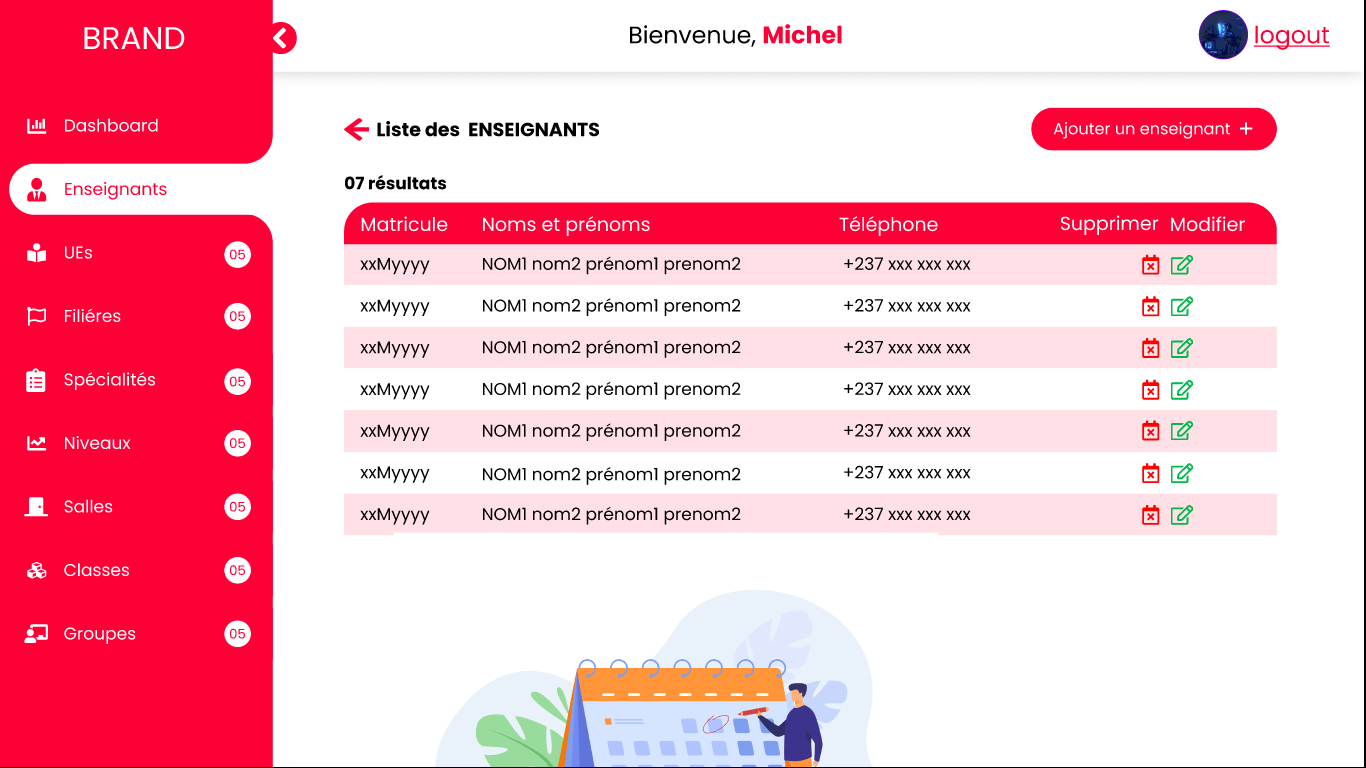 BRAND
Bienvenue, Michel
logout
Dashboard
Enseignants
UEs 05
Filiéres 05
Spécialités 05
Niveaux 05
Salles 05
Classes 05
Groupes 05
Liste des ENSEIGNANTS
Ajouter un enseignant +
07 résultats
Matricule Noms et prénoms Téléphone Supprimer Modifier
xxMyyyy NOM1 nom2 prénom1 prenom2 +237 xxx xxx xxx
xxMyyyy NOM1 nom2 prénom1 prenom2 +237 xxx xxx xxx
xxMyyyy NOM1 nom2 prénom1 prenom2 +237 xxx xxx xxx
xxMyyyy NOM1 nom2 prénom1 prenom2 +237 xxx xxx xxx
xxMyyyy NOM1 nom2 prénom1 prenom2 +237 xxx xxx xxx
xxMyyyy NOM1 nom2 prénom1 prenom2 +237 xxx xxx xxx
xxMyyyy NOM1 nom2 prénom1 prenom2 +237 xxx xxx xxx